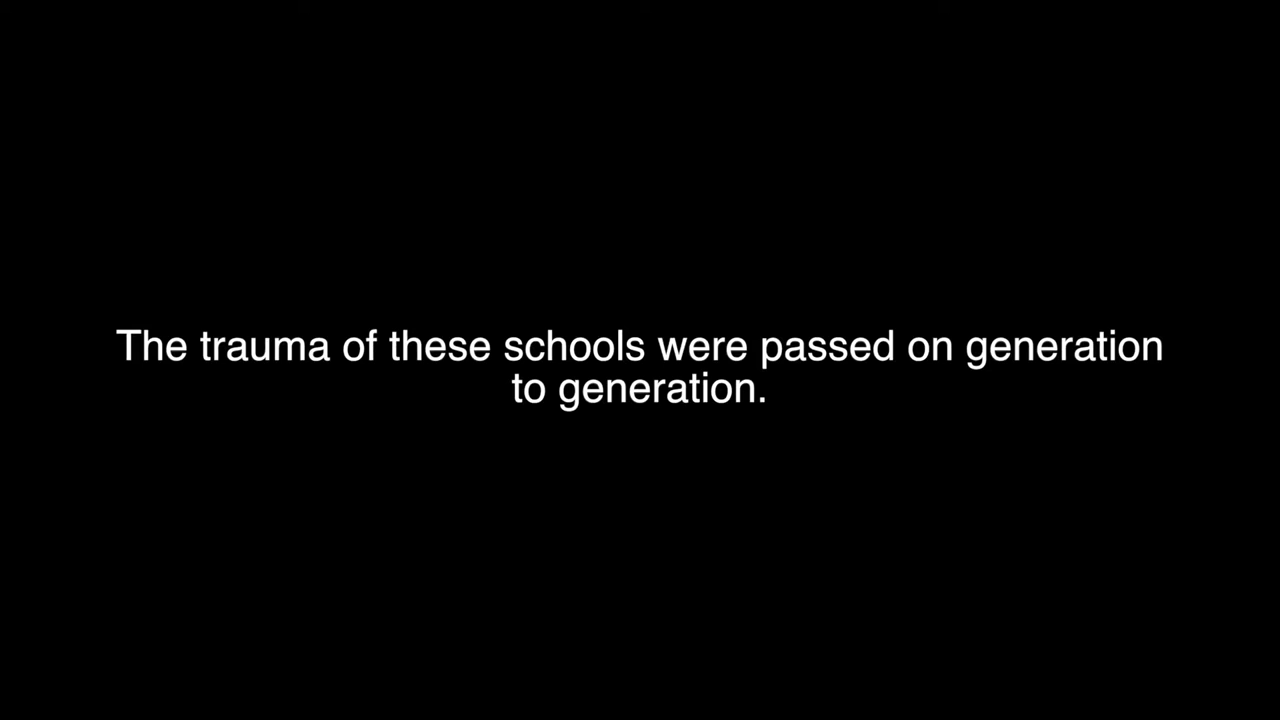 The trauma of these schools were passed on generation
to generation.